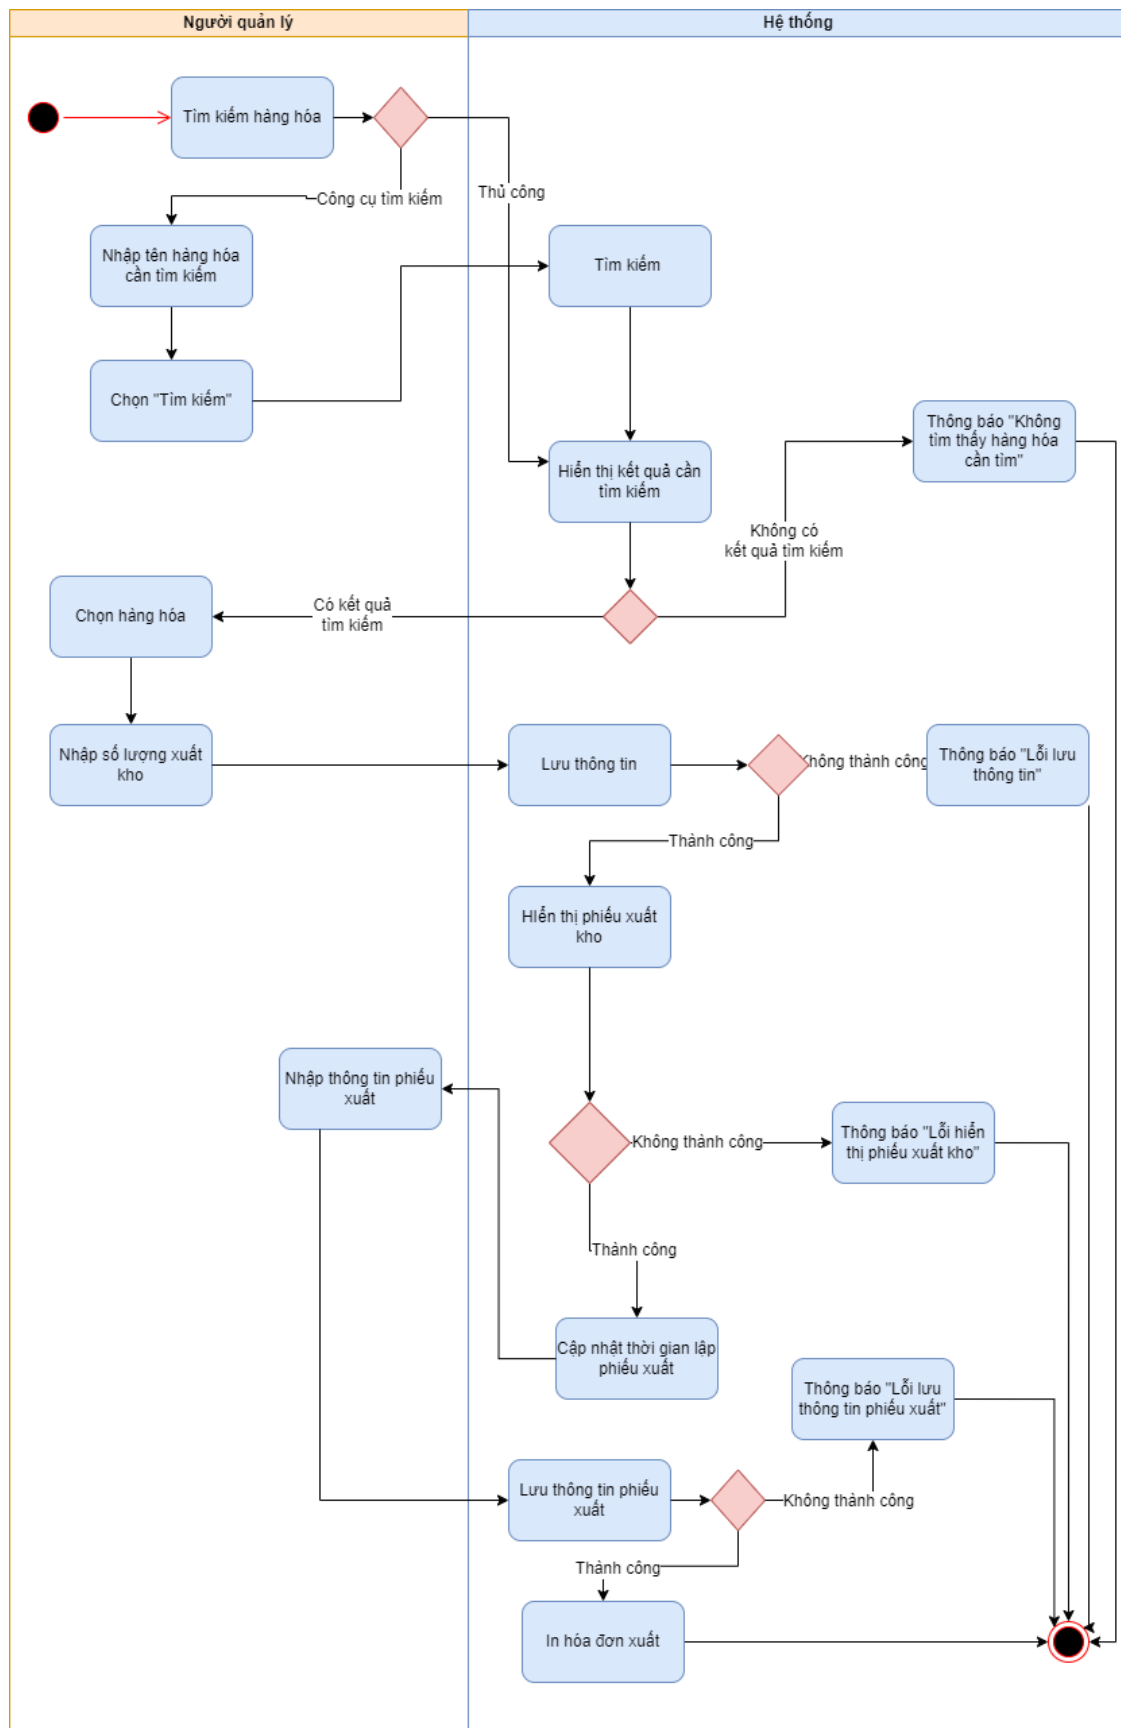 Người quản lý
Hệ thống
Tìm kiếm hàng hóa
Công cụ tìm kiếm
Thủ công
Nhập tên hàng hóa
cần tìm kiếm
Tìm kiếm
Chọn "Tìm kiếm"
Hiển thị kết quả cần
tìm kiếm
Thông báo "Không
tìm thấy hàng hóa
cần tìm"
Không có
kết quả tìm kiếm
Chọn hàng hóa
Có kết quả
tìm kiếm
Nhập số lượng xuất
kho
Lưu thông tin
Không thành công
Thông báo "Lỗi lưu
thông tin"
Thành công
HIển thị phiếu xuất
kho
Nhập thông tin phiếu
xuất
Không thành công
Thông báo "Lỗi hiển
thị phiếu xuất kho"
Thành công
Cập nhật thời gian lập
phiếu xuất
Thông báo "Lỗi lưu
thông tin phiếu xuất"
Lưu thông tin phiếu
xuất
Không thành công
Thành công
In hóa đơn xuất